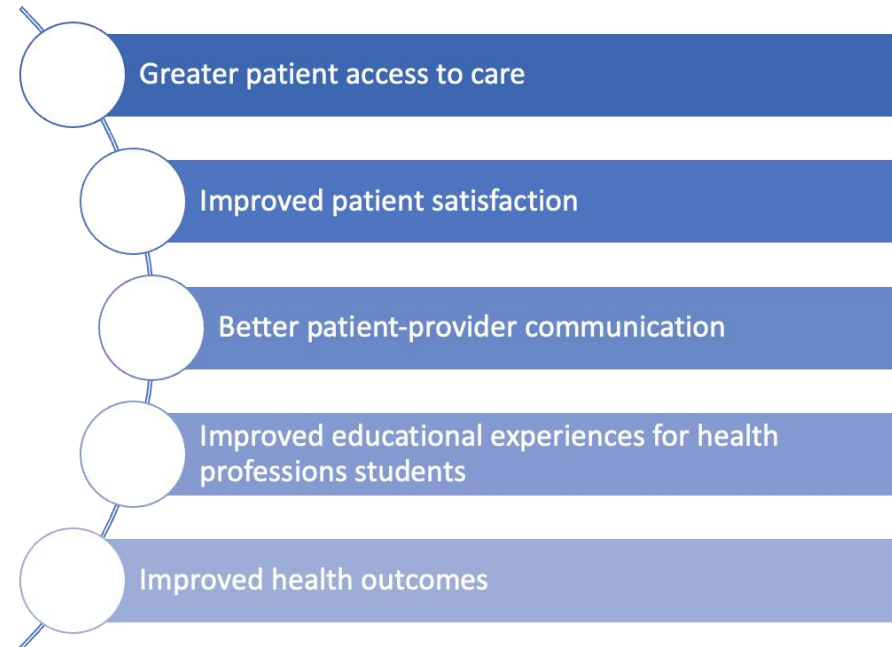 Greater patient access to care
Improved patient satisfaction
Better patient-provider communication
Improved educational experiences for health
professions students
Improved health outcomes